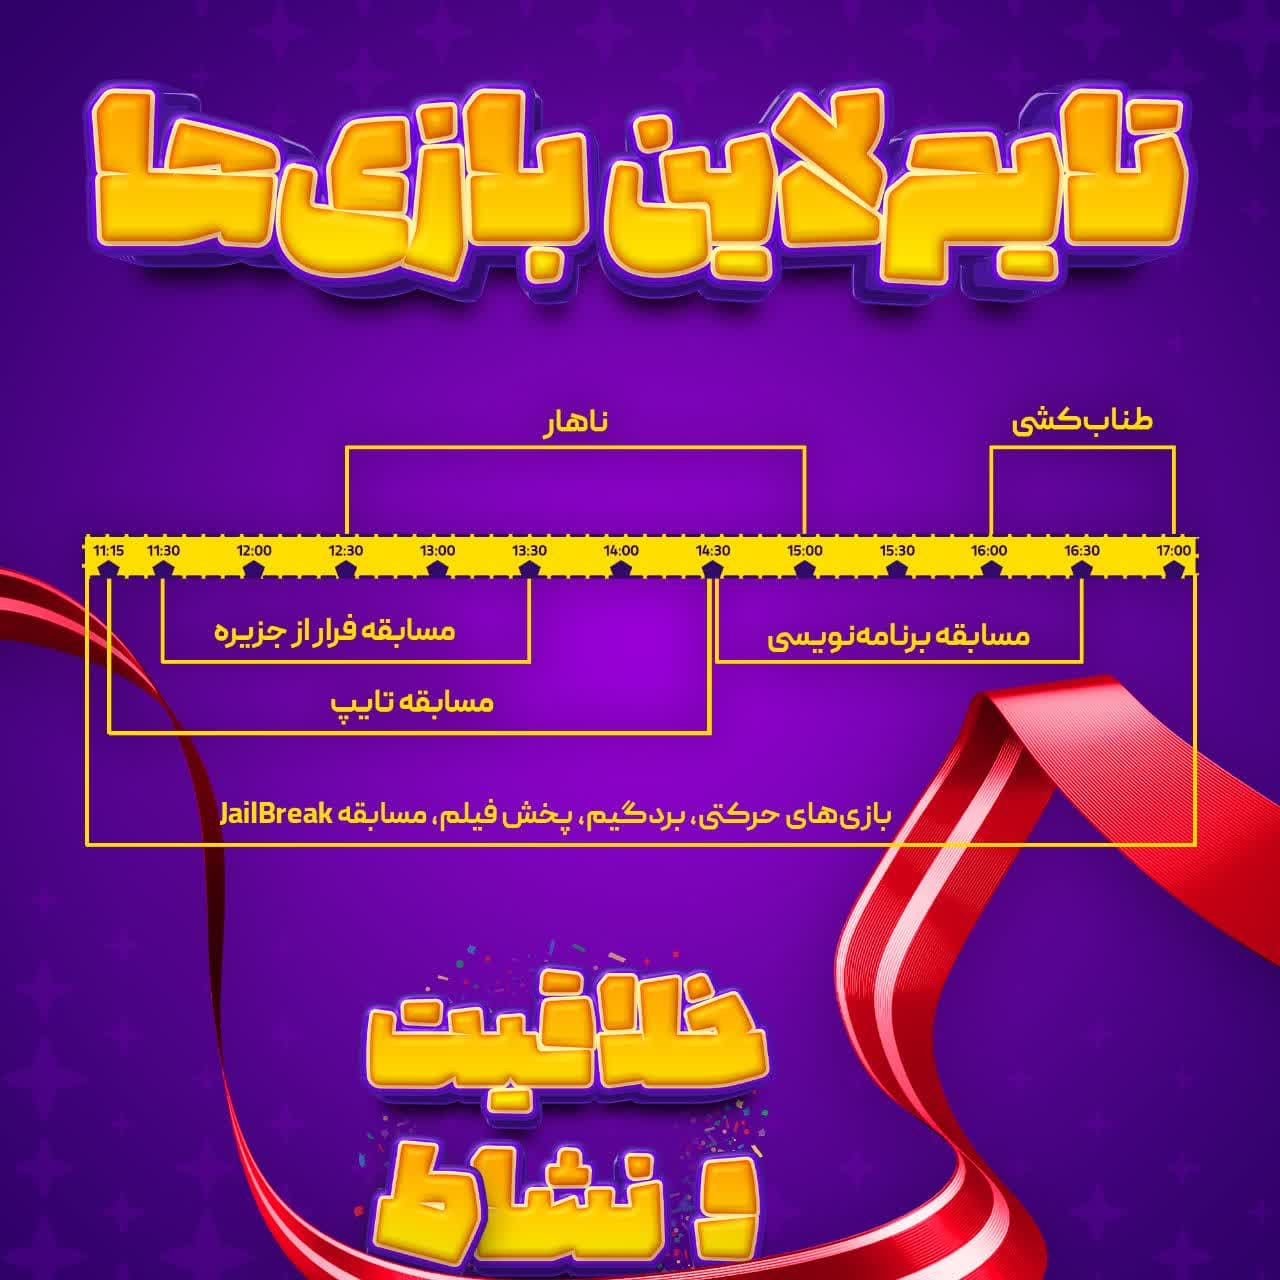 تایم‌لاین بازی‌ها
ناهار
طناب‌کشی
11:15 11:30 12:00 12:30 13:00 13:30 14:00 14:30 15:00 15:30 16:00 16:30 17:00
مسابقه فرار از جزیره
مسابقه برنامه‌نویسی
مسابقه تایپ
بازی‌های حرکتی، بردگیم، پخش فیلم، مسابقه JailBreak
خلاقیت
و نشاط